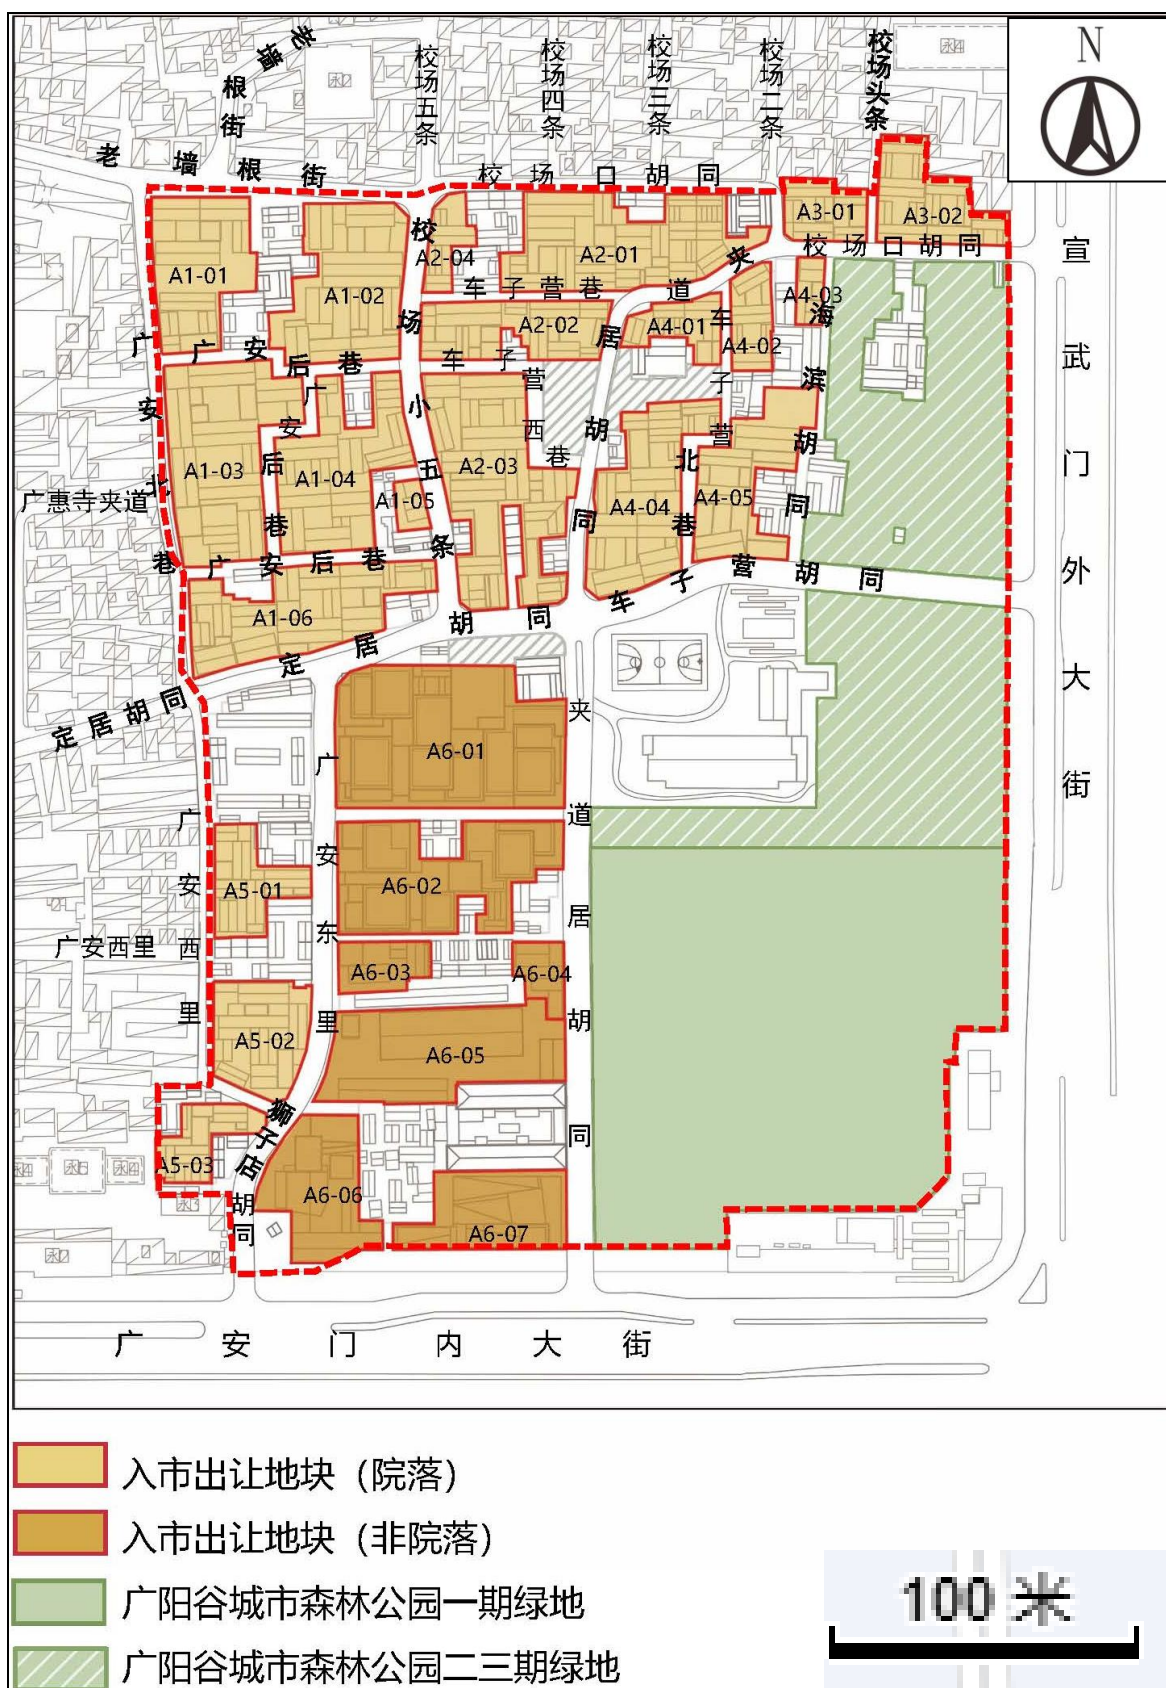 N
老墙根街
校场五条
校场四条
校场三条
校场二条
校场头条
老墙根街
校场口胡同
A1-01
A1-02
A2-04
A2-01
A3-01
A3-02
校场口胡同
车子营巷
夹道居胡同
A2-02
A4-01
A4-02
A4-03
海滨胡同
校场小五条
广安后巷
车子营西巷
车子营北巷
广安北巷
广安后巷
A1-03
A1-04
A1-05
A2-03
A4-04
A4-05
广惠寺夹道
广安后巷
A1-06
定居胡同
车子营胡同
定居胡同
宣武门外大街
A6-01
夹道居胡同
广安东里
广安西里
A5-01
A6-02
广安西里
A6-03
A6-04
A5-02
A6-05
狮子店胡同
A5-03
A6-06
A6-07
广安门内大街
入市出让地块（院落）
入市出让地块（非院落）
广阳谷城市森林公园一期绿地
广阳谷城市森林公园二三期绿地
100 米